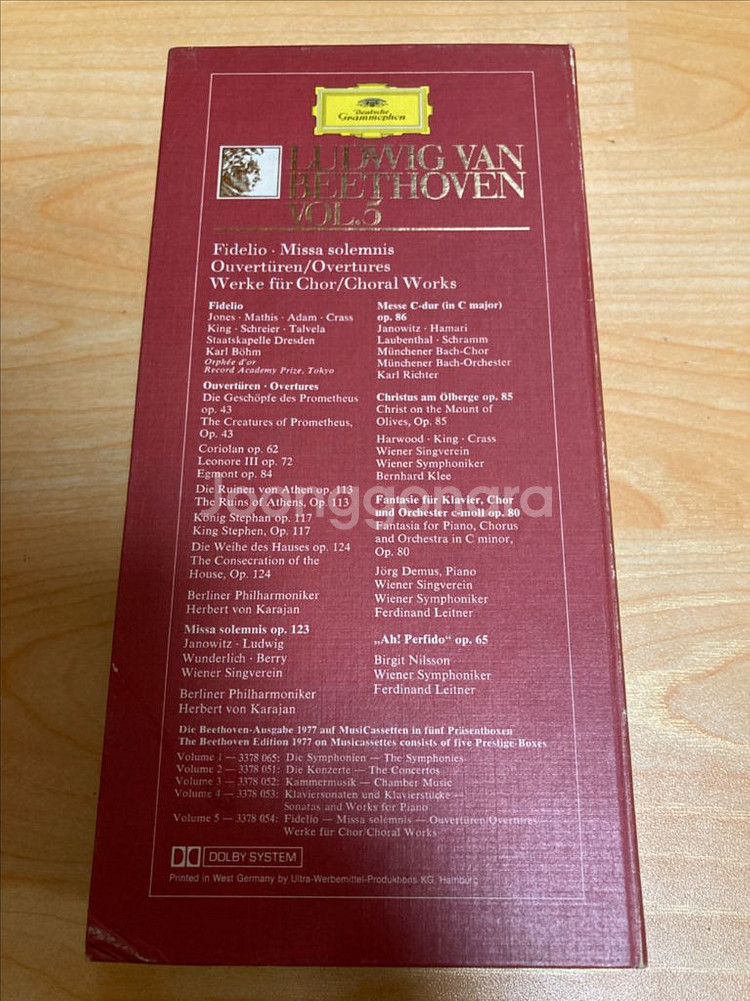 Deutsche
Grammophon
LUDWIG VAN
BEETHOVEN
VOL.5
Fidelio · Missa solemnis
Ouvertüren/Overtures
Werke für Chor/Choral Works
Fidelio
Jones · Mathis · Adam · Crass
King · Schreier · Talvela
Staatskapelle Dresden
Karl Böhm
Orphée d'or
Record Academy Prize, Tokyo
Ouvertüren · Overtures
Die Geschöpfe des Prometheus
op. 43
The Creatures of Prometheus,
Op. 43
Coriolan op. 62
Leonore III op. 72
Egmont op. 84
Die Ruinen von Athen op. 113
The Ruins of Athens, Op. 113
König Stephan op. 117
King Stephen, Op. 117
Die Weihe des Hauses op. 124
The Consecration of the
House, Op. 124
Berliner Philharmoniker
Herbert von Karajan
Missa solemnis op. 123
Janowitz · Ludwig
Wunderlich · Berry
Wiener Singverein
Berliner Philharmoniker
Herbert von Karajan
Messe C-dur (in C major)
op. 86
Janowitz · Hamari
Laubenthal · Schramm
Münchener Bach-Chor
Münchener Bach-Orchester
Karl Richter
Christus am Ölberge op. 85
Christ on the Mount of
Olives, Op. 85
Harwood · King · Crass
Wiener Singverein
Wiener Symphoniker
Bernhard Klee
Fantasie für Klavier, Chor
und Orchester c-moll op. 80
Fantasia for Piano, Chorus
and Orchestra in C minor,
Op. 80
Jörg Demus, Piano
Wiener Singverein
Wiener Symphoniker
Ferdinand Leitner
„Ah! Perfido" op. 65
Birgit Nilsson
Wiener Symphoniker
Ferdinand Leitner
Die Beethoven-Ausgabe 1977 auf MusiCassetten in fünf Präsentboxen
The Beethoven Edition 1977 on Musicassettes consists of five Prestige-Boxes
Volume 1 — 3378 065: Die Symphonien — The Symphonies
Volume 2 — 3378 051: Die Konzerte — The Concertos
Volume 3 — 3378 052: Kammermusik — Chamber Music
Volume 4 — 3378 053: Klaviersonaten und Klavierstücke —
Sonatas and Works for Piano
Volume 5 — 3378 054: Fidelio — Missa solemnis — Ouvertüren/Overtures
Werke für Chor/Choral Works
DOLBY SYSTEM
Printed in West Germany by Ultra-Werbemittel-Produktions KG, Hamburg
Joonggonara